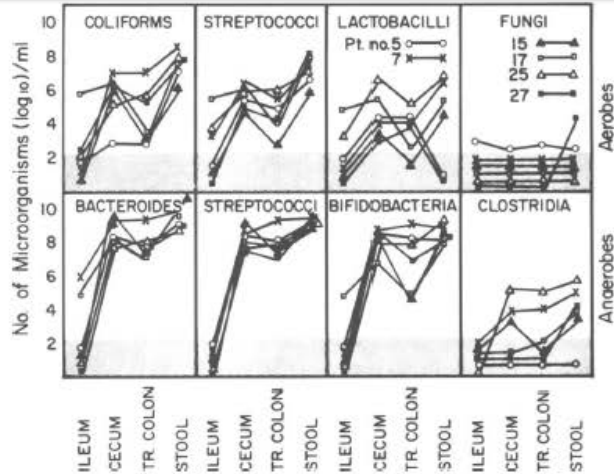 COLIFORMS STREPTOCOCCI LACTOBACILLI FUNGI
Pt. no. 5
7
15
17
25
27
10
8
6
4
2
Aerobes
No. of Microorganisms (log10)/ml
BACTEROIDES STREPTOCOCCI BIFIDOBACTERIA CLOSTRIDIA
10
8
6
4
2
Anaerobes
ILEUM CECUM TR. COLON STOOL ILEUM CECUM TR. COLON STOOL ILEUM CECUM TR. COLON STOOL ILEUM CECUM TR. COLON STOOL